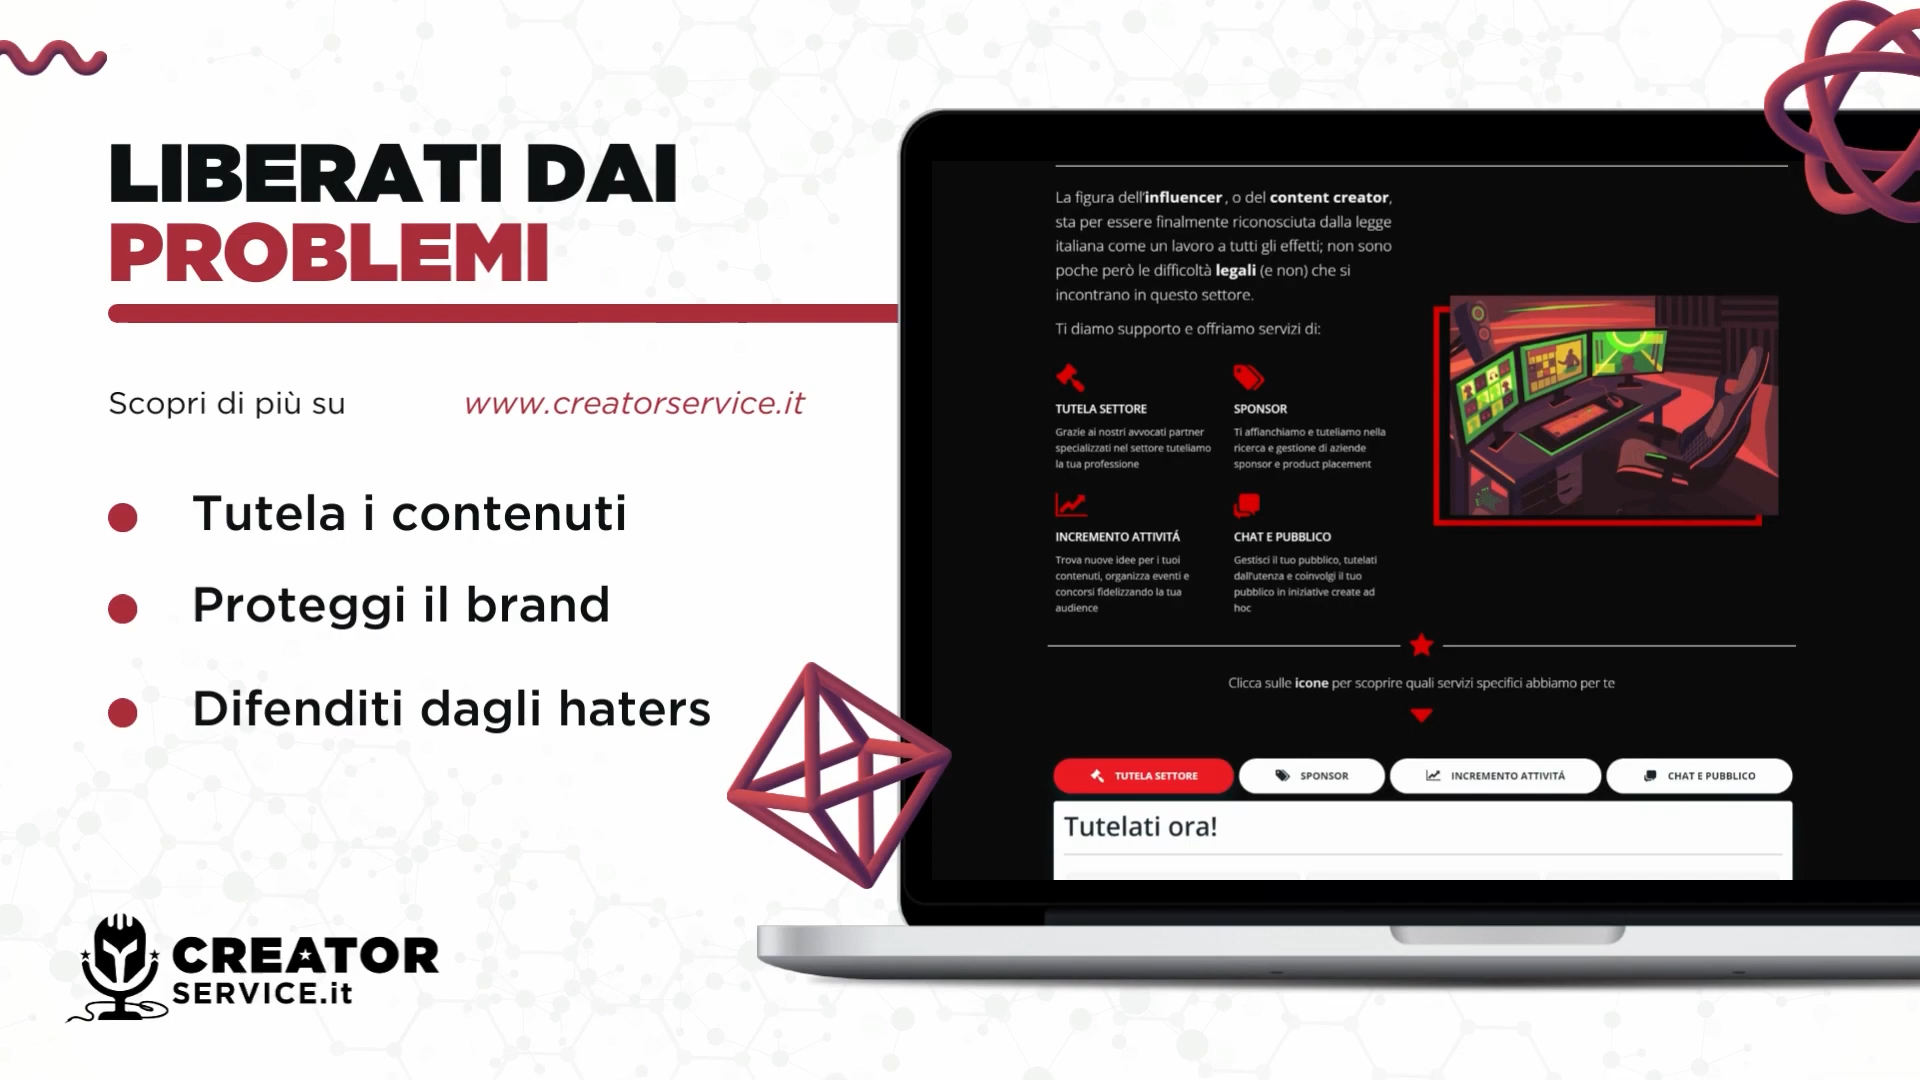 LIBERATI DAI
PROBLEMI
Scopri di più su www.creatorservice.it
Tutela i contenuti
Proteggi il brand
Difenditi dagli haters
CREATOR
SERVICE.it
La figura dell'influencer , o del content creator,
sta per essere finalmente riconosciuta dalla legge
italiana come un lavoro a tutti gli effetti; non sono
poche però le difficoltà legali (e non) che si
incontrano in questo settore.
Ti diamo supporto e offriamo servizi di:
TUTELA SETTORE
Grazie ai nostri avvocati partner
specializzati nel settore tuteliamo
la tua professione
SPONSOR
Ti affianchiamo e tuteliamo nella
ricerca e gestione di aziende
sponsor e product placement
INCREMENTO ATTIVITÁ
Trova nuove idee per i tuoi
contenuti, organizza eventi e
concorsi fidelizzando la tua
audience
CHAT E PUBBLICO
Gestisci il tuo pubblico, tutelati
dall'utenza e coinvolgi il tuo
pubblico in iniziative create ad
hoc
Clicca sulle icone per scoprire quali servizi specifici abbiamo per te
TUTELA SETTORE SPONSOR INCREMENTO ATTIVITÁ CHAT E PUBBLICO
Tutelati ora!